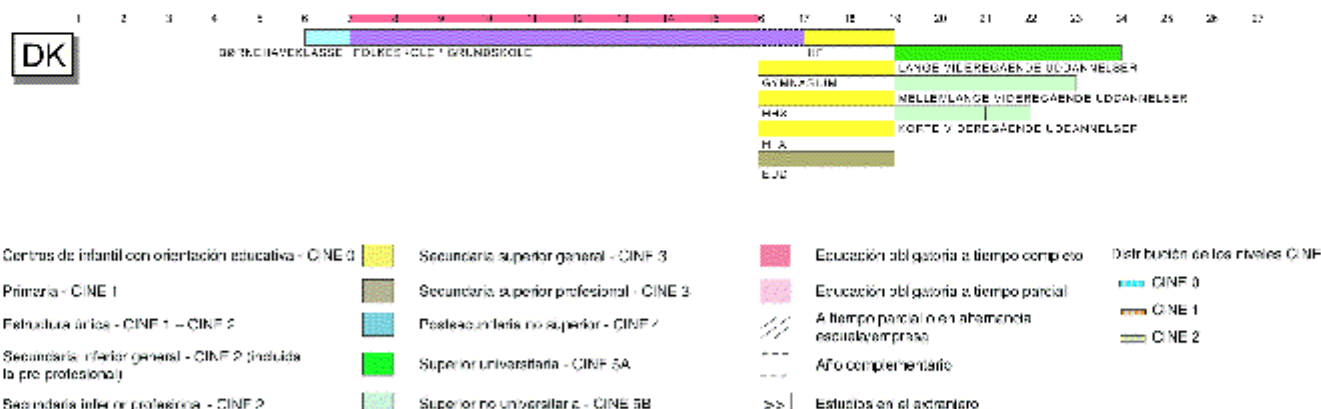 1 2 3 4 5 6 7 8 9 10 11 12 13 14 15 16 17 18 19 20 21 22 23 24 25 26 27
DK
BØRNEHAVEKLASSE FOLKESKOLE / GRUNDSKOLE HF
LANGE VIDEREGÅENDE UDDANNELSER
GYMNASIUM
MELLEMLANGE VIDEREGÅENDE UDDANNELSER
HHX
KORTE VIDEREGÅENDE UDDANNELSER
HTX
EUD
Centros de infantil con orientación educativa - CINE 0
Primaria - CINE 1
Estructura única - CINE 1 – CINE 2
Secundaria inferior general - CINE 2 (incluida
la pre-profesional)
Secundaria inferior profesional - CINE 2
Secundaria superior general - CINE 3
Secundaria superior profesional - CINE 3
Postsecundaria no superior - CINE 4
Superior universitaria - CINE 5A
Superior no universitaria - CINE 5B
Educación obligatoria a tiempo completo
Educación obligatoria a tiempo parcial
A tiempo parcial o en alternancia
escuela/empresa
Año complementario
>>| Estudios en el extranjero
Distribución de los niveles CINE
CINE 0
CINE 1
CINE 2